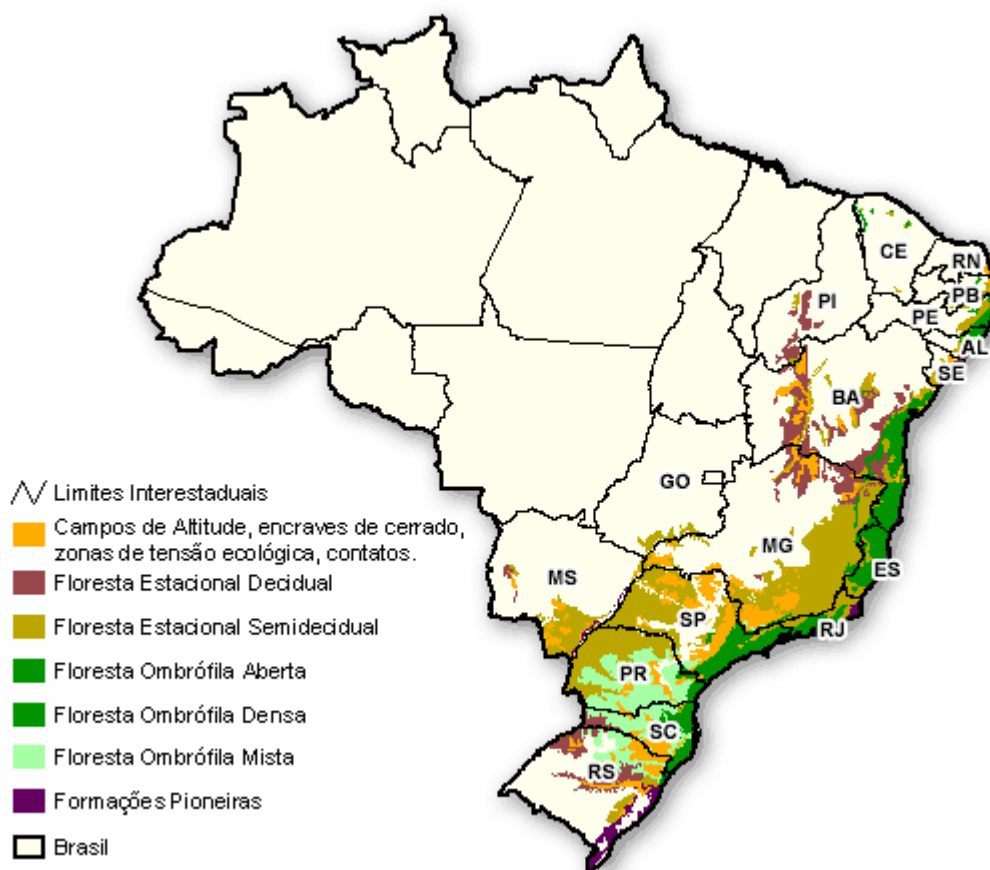 CE
RN
PB
PI
PE
AL
SE
BA
GO
MG
MS
ES
SP
RJ
PR
SC
RS
Limites Interestaduais
Campos de Altitude, encraves de cerrado,
zonas de tensão ecológica, contatos.
Floresta Estacional Decidual
Floresta Estacional Semidecidual
Floresta Ombrófila Aberta
Floresta Ombrófila Densa
Floresta Ombrófila Mista
Formações Pioneiras
Brasil